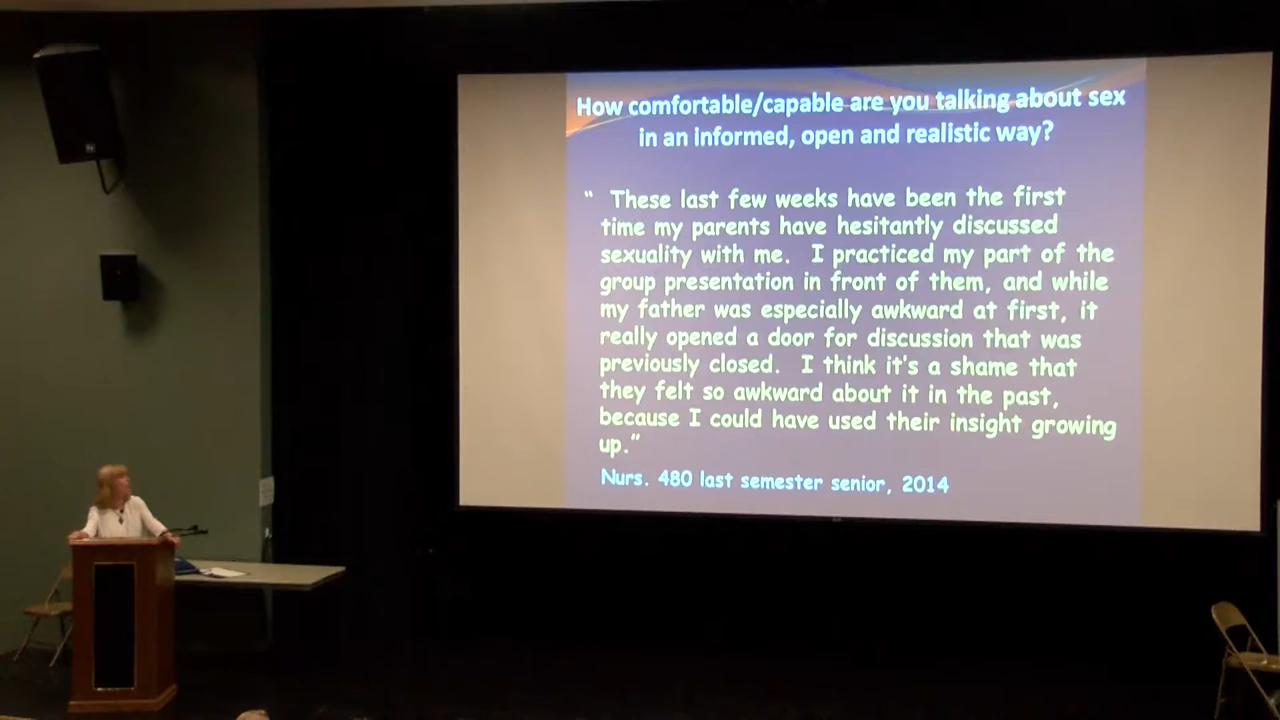 How comfortable/capable are you talking about sex
in an informed, open and realistic way?
“ These last few weeks have been the first
time my parents have hesitantly discussed
sexuality with me. I practiced my part of the
group presentation in front of them, and while
my father was especially awkward at first, it
really opened a door for discussion that was
previously closed. I think it's a shame that
they felt so awkward about it in the past,
because I could have used their insight growing
up.”
Nurs. 480 last semester senior, 2014